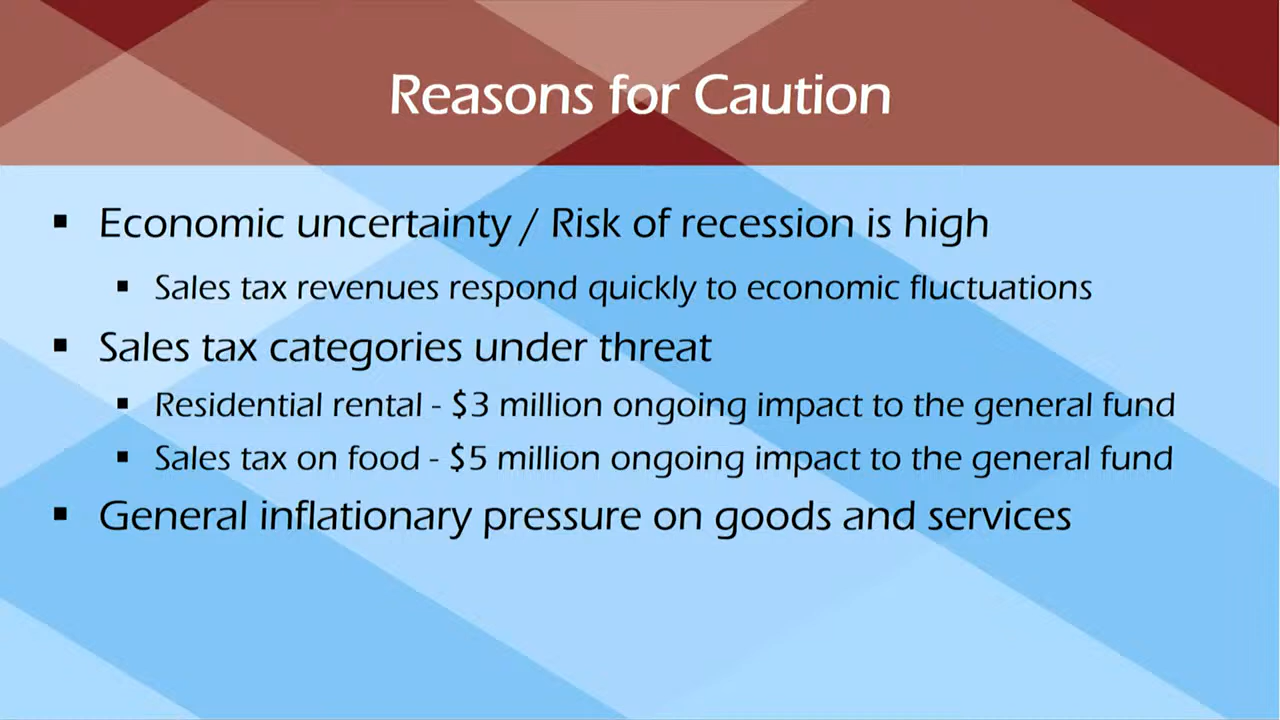 Reasons for Caution
▪ Economic uncertainty / Risk of recession is high
▪ Sales tax revenues respond quickly to economic fluctuations
▪ Sales tax categories under threat
▪ Residential rental - $3 million ongoing impact to the general fund
▪ Sales tax on food - $5 million ongoing impact to the general fund
▪ General inflationary pressure on goods and services